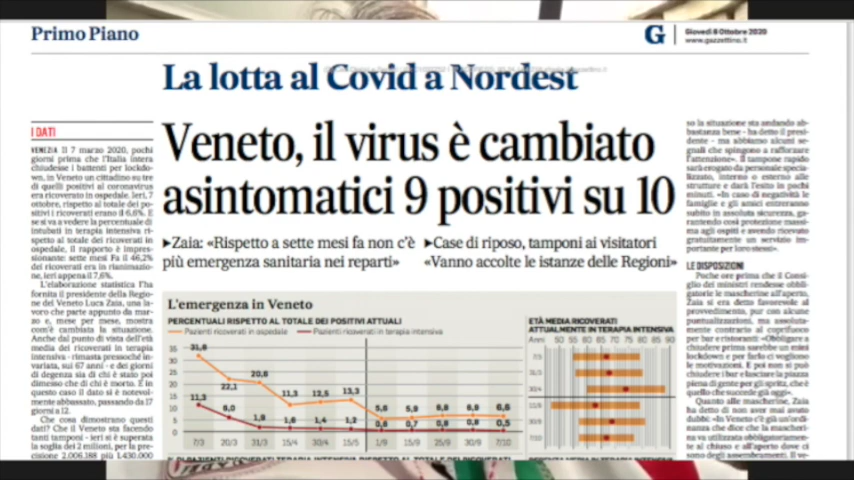 Primo Piano
G
Giovedì 8 Ottobre 2020
www.gazzettino.it
La lotta al Covid a Nordest
Veneto, il virus è cambiato
asintomatici 9 positivi su 10
▸Zaia: «Rispetto a sette mesi fa non c'è
più emergenza sanitaria nei reparti»
▸Case di riposo, tamponi ai visitatori
«Vanno accolte le istanze delle Regioni»
I DATI
VENEZIA Il 7 marzo 2020, pochi
giorni prima che l'Italia intera
chiudesse i battenti per lockdow-
n, in Veneto un cittadino su tre
di quelli positivi al coronavirus
era ricoverato in ospedale. Ieri, 7
ottobre, rispetto al totale dei po-
sitivi i ricoverati erano il 6,6%. E
se si va a vedere la percentuale di
intubati in terapia intensiva ri-
spetto al totale dei ricoverati in
ospedale, il rapporto è impres-
sionante: sette mesi fa il 46,2%
dei ricoverati era in rianimazio-
ne, ieri appena il 7,6%.
L'elaborazione statistica l'ha
fornita il presidente della Regio-
ne del Veneto Luca Zaia, una la-
voro che parte appunto da mar-
zo e, mese per mese, mostra
com'è cambiata la situazione.
Anche dal punto di vista dell'età
media dei ricoverati in terapia
intensiva - rimasta pressoché in-
variata, sui 67 anni - e dei giorni
di degenza sia di chi è stato poi
dimesso che di chi è morto. E in
quest'ultimo caso il dato si è notevol-
mente abbassato, passando da 17
giorni a 12.
Che cosa dimostrano questi
dati? Che il Veneto sta facendo
tanti tamponi - ieri si è superata
la soglia dei 2 milioni, per la pre-
cisione 2.006.188 più 1.430.000
L'emergenza in Veneto
PERCENTUALI RISPETTO AL TOTALE DEI POSITIVI ATTUALI
Pazienti ricoverati in ospedale Pazienti ricoverati in terapia intensiva
35
30
25
20
15
10
5
0
31,8 22,1 20,6 11,3 12,5 13,3 5,6 5,9 6,8 6,6
11,3 6,0 1,9 1,6 1,4 1,2 0,6 0,7 0,8 0,5
7/3 20/3 31/3 15/4 30/4 15/5 1/9 15/9 30/9 7/10
ETÀ MEDIA RICOVERATI
ATTUALMENTE IN TERAPIA INTENSIVA
Anni 50 55 60 65 70 75 80 85 90
7/3
31/3
30/4
15/5
30/9
7/10
so la situazione sta andando ab-
bastanza bene - ha detto il presi-
dente - ma abbiamo alcuni se-
gnali che spingono a rafforzare
l'attenzione». Il tampone rapido
sarà erogato da personale specia-
lizzato, interno o esterno alle
strutture e darà l'esito in pochi
minuti. «In caso di negatività le
famiglie e gli amici entreranno
subito in assoluta sicurezza, ga-
rantendo così protezione massi-
ma agli ospiti e avendo ricevuto
gratuitamente un servizio im-
portante per loro stessi».
LE DISPOSIZIONI
Poche ore prima che il Consi-
glio dei ministri rendesse obbli-
gatorie le mascherine all'aperto,
Zaia si era detto favorevole al
provvedimento, pur con alcune
puntualizzazioni, ma assoluta-
mente contrario al coprifuoco
per bar e ristoranti: «Obbligare a
chiudere prima sarebbe un mini
lockdown e per farlo ci vogliono
le motivazioni. E poi non si può
chiudere i bar e lasciare la piazza
piena di gente per gli spritz, che è
quello che succede già oggi».
Quanto alle mascherine, Zaia
ha detto di non aver mai avuto
dubbi: «In Veneto c'è già un'ordi-
nanza che dice che la mascheri-
na va utilizzata obbligatoriamen-
te al chiuso e all'aperto dove ci
sono degli assembramenti. Il ve-